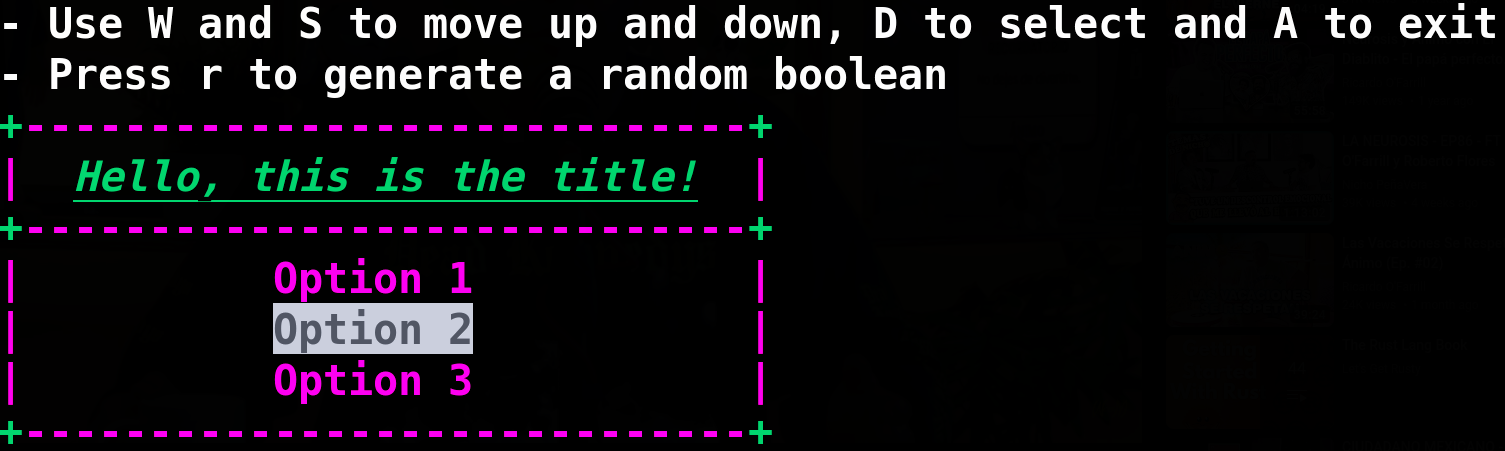 - Use W and S to move up and down, D to select and A to exit
- Press r to generate a random boolean
Hello, this is the title!
Option 1
Option 2
Option 3